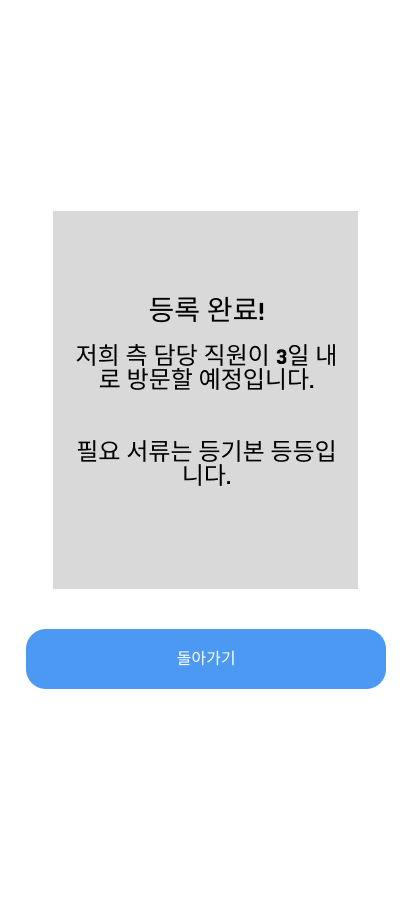 등록 완료!
저희 측 담당 직원이 3일 내
로 방문할 예정입니다.
필요 서류는 등기본 등등입
니다.
돌아가기